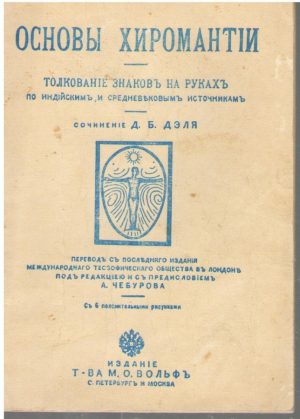 ОСНОВЫ ХИРОМАНТІИ
ТОЛКОВАНІЕ ЗНАКОВЪ НА РУКАХЪ
ПО ИНДІЙСКИМЪ И СРЕДНЕВѢКОВЫМЪ ИСТОЧНИКАМЪ
СОЧИНЕНІЕ Д. Б. ДЭЛЯ
ПЕРЕВОДЪ СЪ ПОСЛѢДНЯГО ИЗДАНІЯ
МЕЖДУНАРОДНАГО ТЕОЗОФИЧЕСКАГО ОБЩЕСТВА ВЪ ЛОНДОНѢ
ПОДЪ РЕДАКЦІЕЮ И СЪ ПРЕДИСЛОВІЕМЪ
А. ЧЕБУРОВА
Съ 6 пояснительными рисунками
ИЗДАНІЕ
Т-ВА М. О. ВОЛЬФЪ
С. ПЕТЕРБУРГЪ И МОСКВА